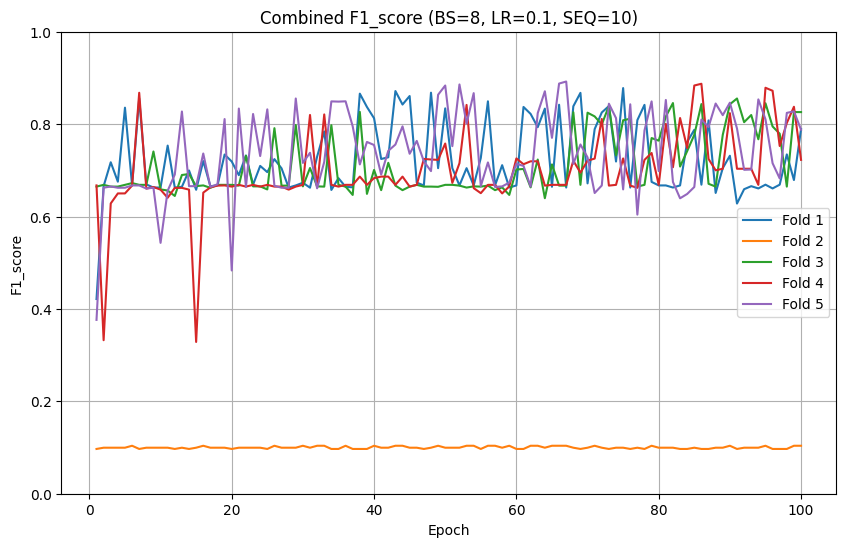 Combined F1_score (BS=8, LR=0.1, SEQ=10)
1.0
0.8
0.6
0.4
0.2
0.0
F1_score
Fold 1
Fold 2
Fold 3
Fold 4
Fold 5
0 20 40 60 80 100
Epoch